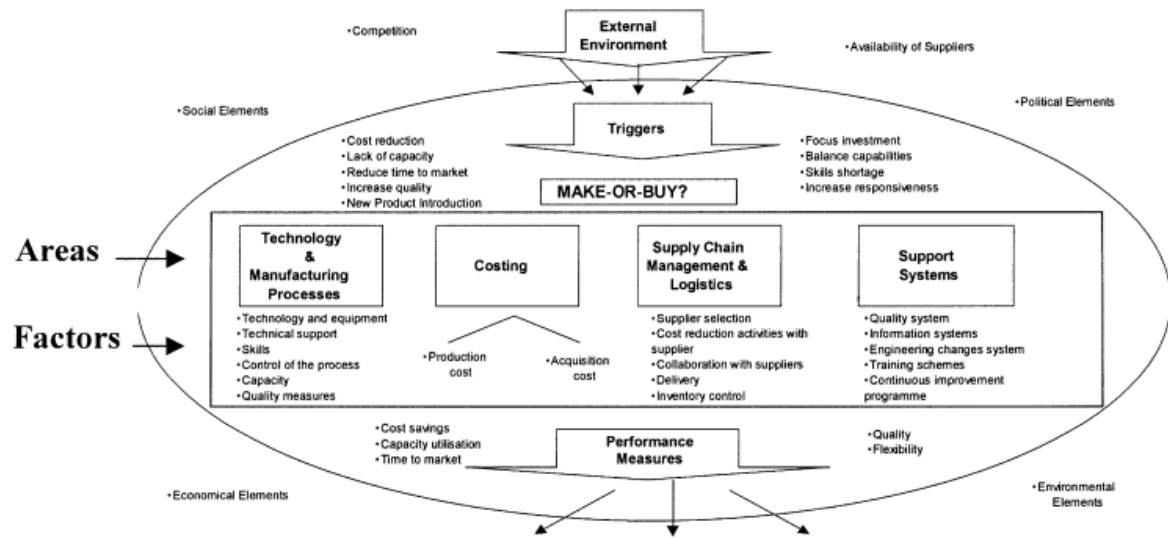 External
Environment
•Competition
•Availability of Suppliers
•Social Elements
•Political Elements
Triggers
•Cost reduction
•Lack of capacity
•Reduce time to market
•Increase quality
•New Product Introduction
•Focus investment
•Balance capabilities
•Skills shortage
•Increase responsiveness
MAKE-OR-BUY?
Areas
Technology
&
Manufacturing
Processes
Costing
Supply Chain
Management &
Logistics
Support
Systems
Factors
•Technology and equipment
•Technical support
•Skills
•Control of the process
•Capacity
•Quality measures
•Production
cost
•Acquisition
cost
•Supplier selection
•Cost reduction activities with
supplier
•Collaboration with suppliers
•Delivery
•Inventory control
•Quality system
•Information systems
•Engineering changes system
•Training schemes
•Continuous improvement
programme
•Cost savings
•Capacity utilisation
•Time to market
Performance
Measures
•Quality
•Flexibility
•Economical Elements
•Environmental
Elements